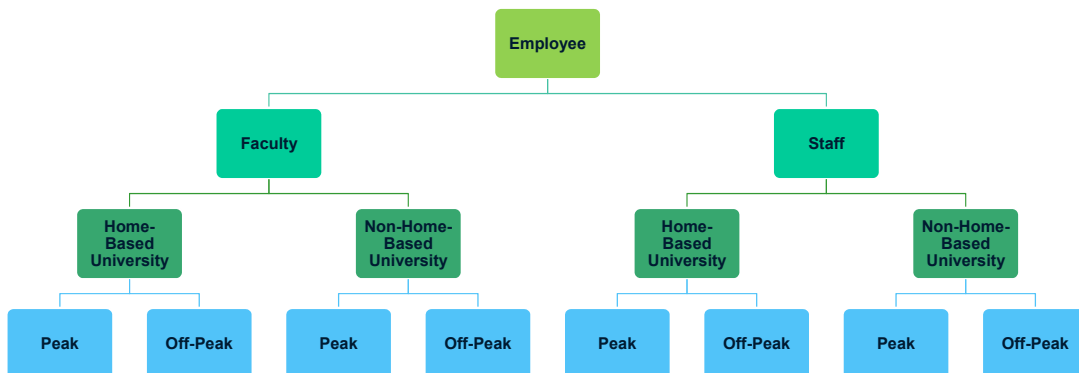 Employee
Faculty
Staff
Home-
Based
University
Non-Home-
Based
University
Home-
Based
University
Non-Home-
Based
University
Peak
Off-Peak
Peak
Off-Peak
Peak
Off-Peak
Peak
Off-Peak